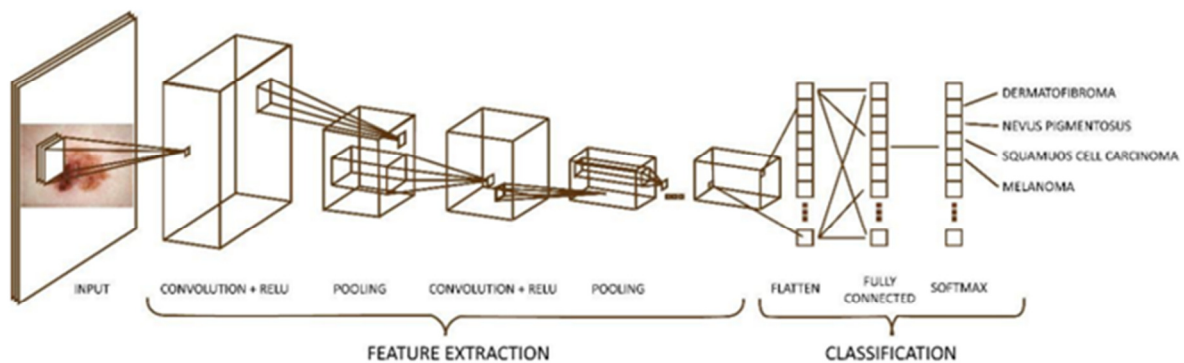 DERMATOFIBROMA
NEVUS PIGMENTOSUS
SQUAMUOS CELL CARCINOMA
MELANOMA
INPUT
CONVOLUTION + RELU
POOLING
CONVOLUTION + RELU
POOLING
FLATTEN
FULLY
CONNECTED
SOFTMAX
FEATURE EXTRACTION
CLASSIFICATION